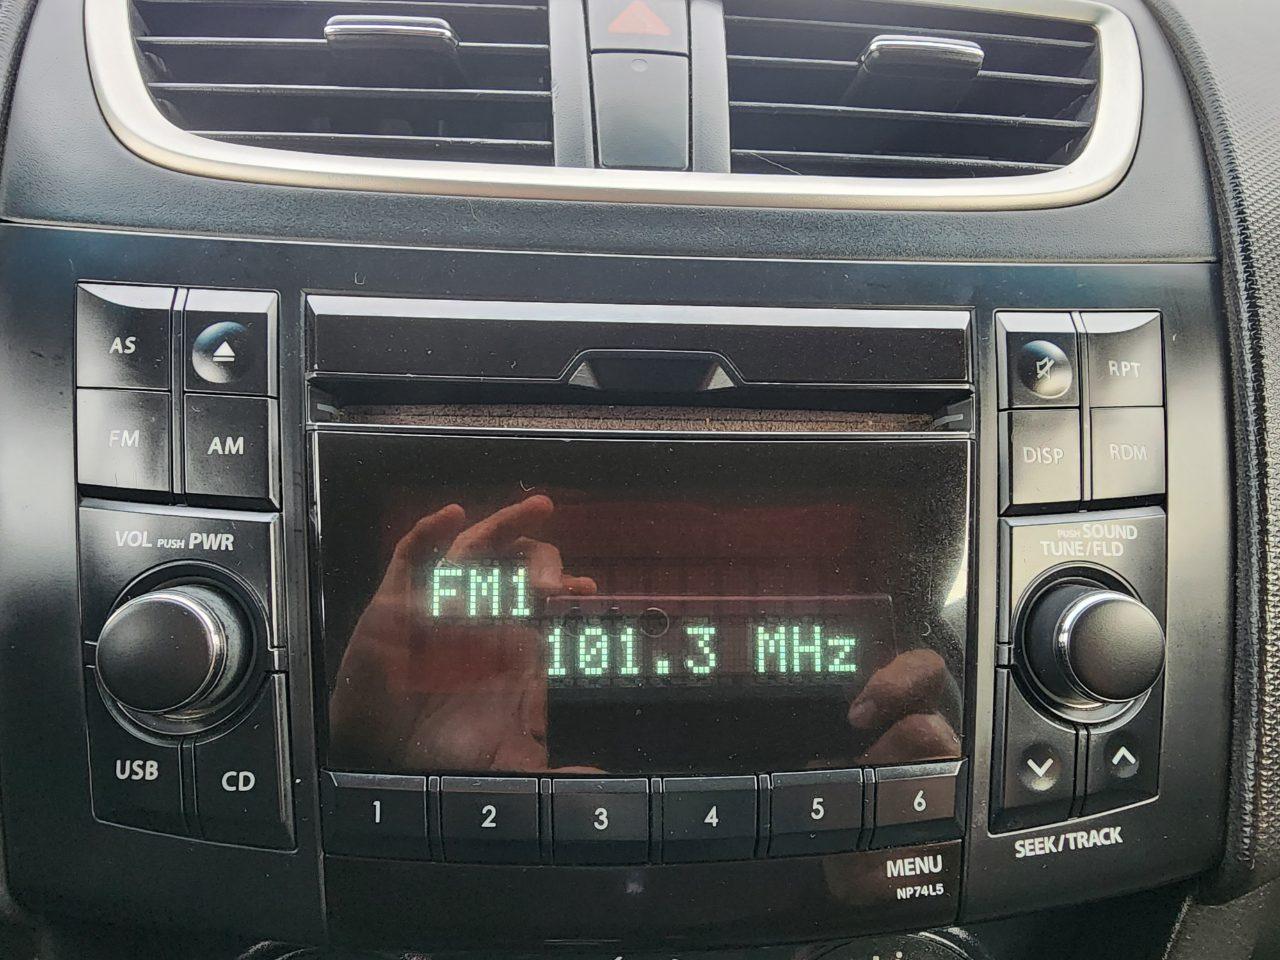 AS
RPT
FM
AM
DISP
RDM
VOL PUSH PWR
PUSH SOUND
TUNE/FLD
FM1
101.3 MHz
USB
CD
1
2
3
4
5
6
SEEK/TRACK
MENU
NP74L5